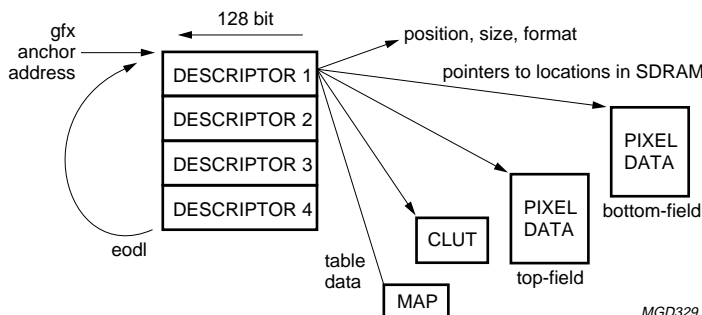 gfx
anchor
address
128 bit
position, size, format
pointers to locations in SDRAM
DESCRIPTOR 1
DESCRIPTOR 2
DESCRIPTOR 3
DESCRIPTOR 4
eodl
PIXEL
DATA
bottom-field
PIXEL
DATA
top-field
CLUT
table
data
MAP
MGD329